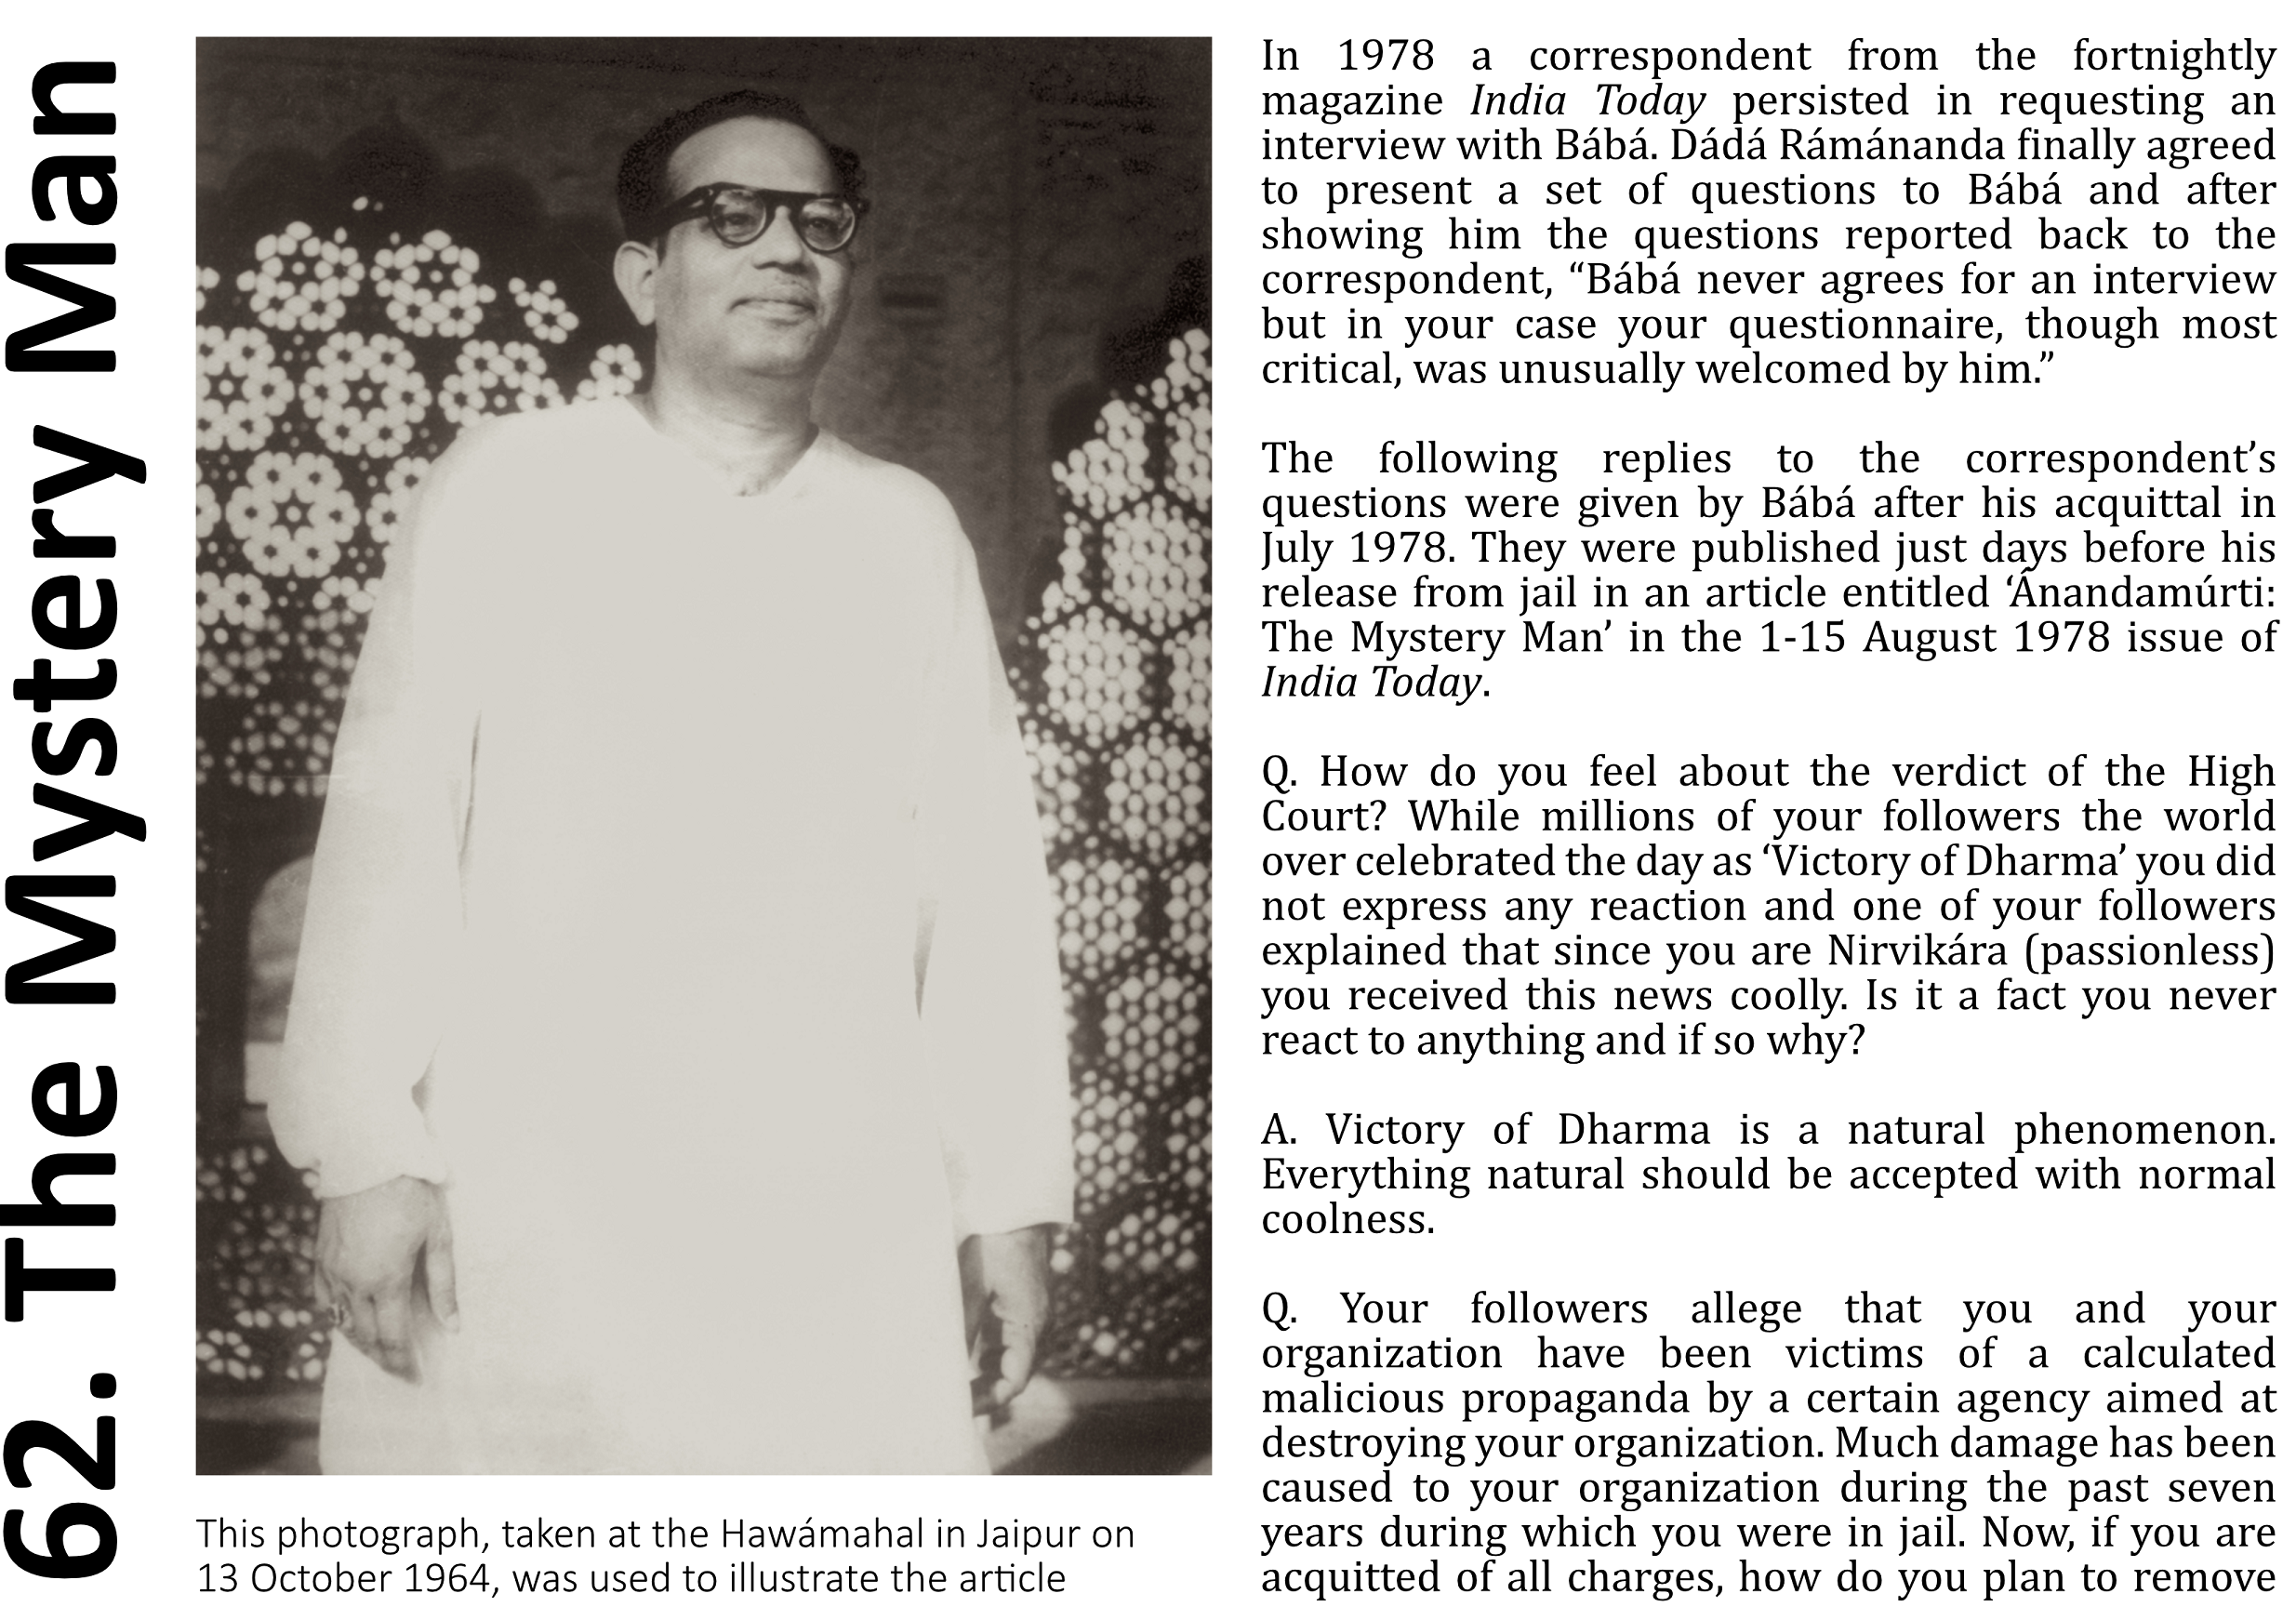 62. The Mystery Man
This photograph, taken at the Hawámahal in Jaipur on
13 October 1964, was used to illustrate the article
In 1978 a correspondent from the fortnightly
magazine India Today persisted in requesting an
interview with Bábá. Dádá Rámánanda finally agreed
to present a set of questions to Bábá and after
showing him the questions reported back to the
correspondent, “Bábá never agrees for an interview
but in your case your questionnaire, though most
critical, was unusually welcomed by him.”
The following replies to the correspondent’s
questions were given by Bábá after his acquittal in
July 1978. They were published just days before his
release from jail in an article entitled ‘Ánandamúrti:
The Mystery Man’ in the 1-15 August 1978 issue of
India Today.
Q. How do you feel about the verdict of the High
Court? While millions of your followers the world
over celebrated the day as ‘Victory of Dharma’ you did
not express any reaction and one of your followers
explained that since you are Nirvikára (passionless)
you received this news coolly. Is it a fact you never
react to anything and if so why?
A. Victory of Dharma is a natural phenomenon.
Everything natural should be accepted with normal
coolness.
Q. Your followers allege that you and your
organization have been victims of a calculated
malicious propaganda by a certain agency aimed at
destroying your organization. Much damage has been
caused to your organization during the past seven
years during which you were in jail. Now, if you are
acquitted of all charges, how do you plan to remove